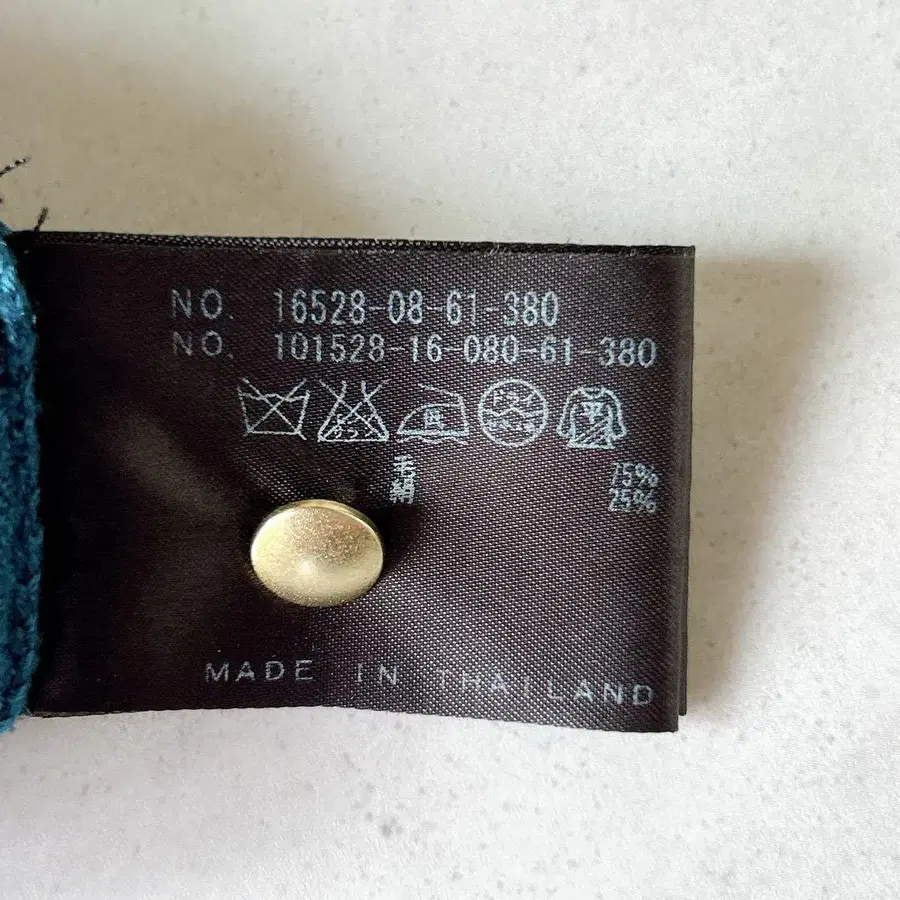 NO. 16528-08-61-380
NO. 101528-16-080-61-380
毛 75%
絹 25%
MADE IN THAILAND